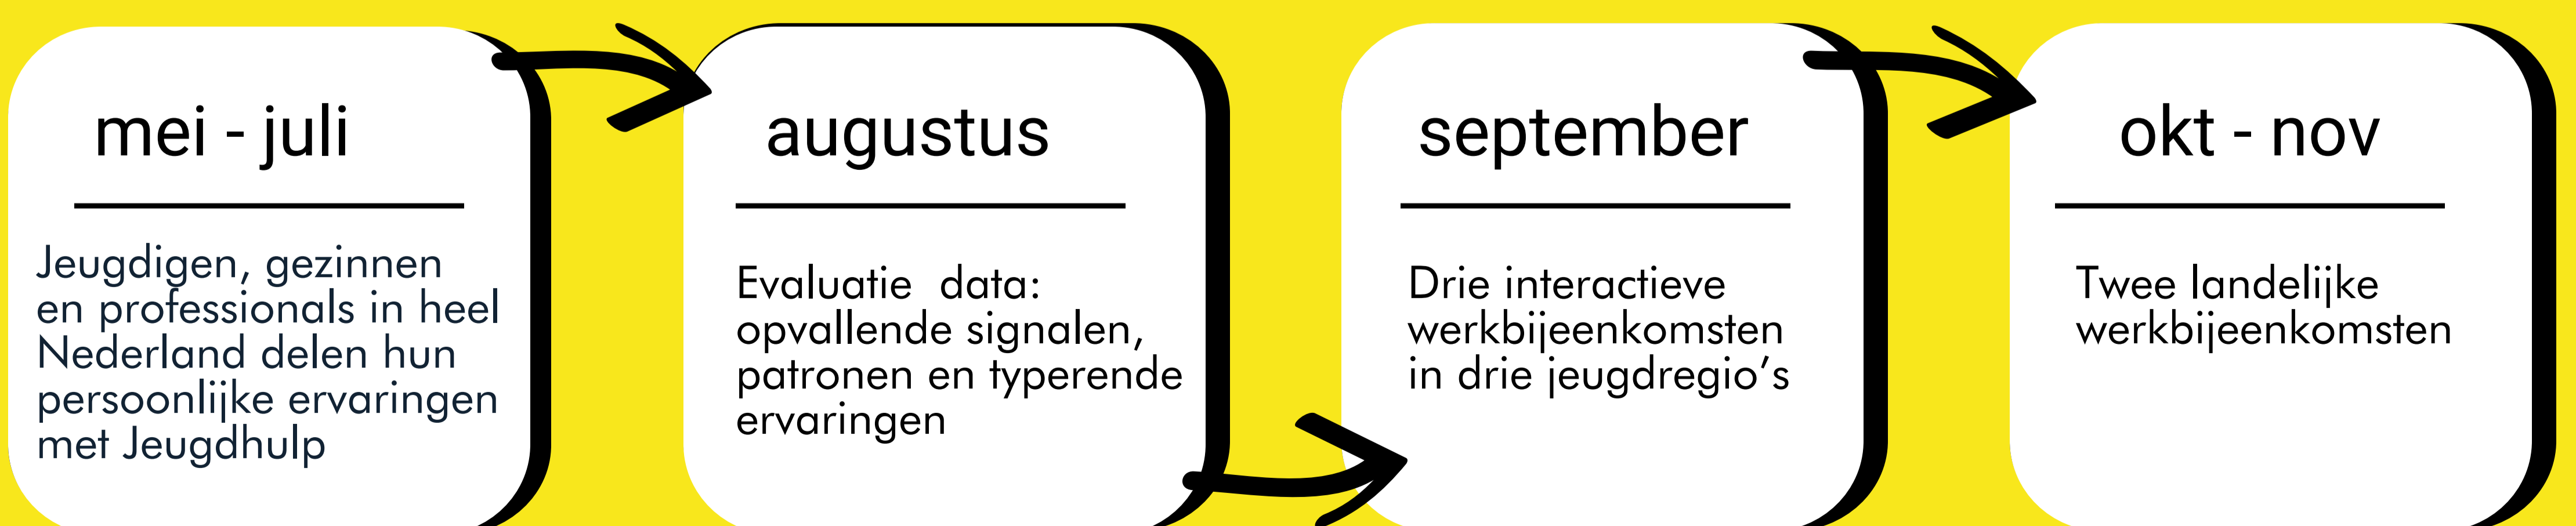 mei - juli
Jeugdigen, gezinnen
en professionals in heel
Nederland delen hun
persoonlijke ervaringen
met Jeugdhulp
augustus
Evaluatie  data:
opvallende signalen,
patronen en typerende
ervaringen
september
Drie interactieve
werkbijeenkomsten
in drie jeugdregio’s
okt - nov
Twee landelijke
werkbijeenkomsten